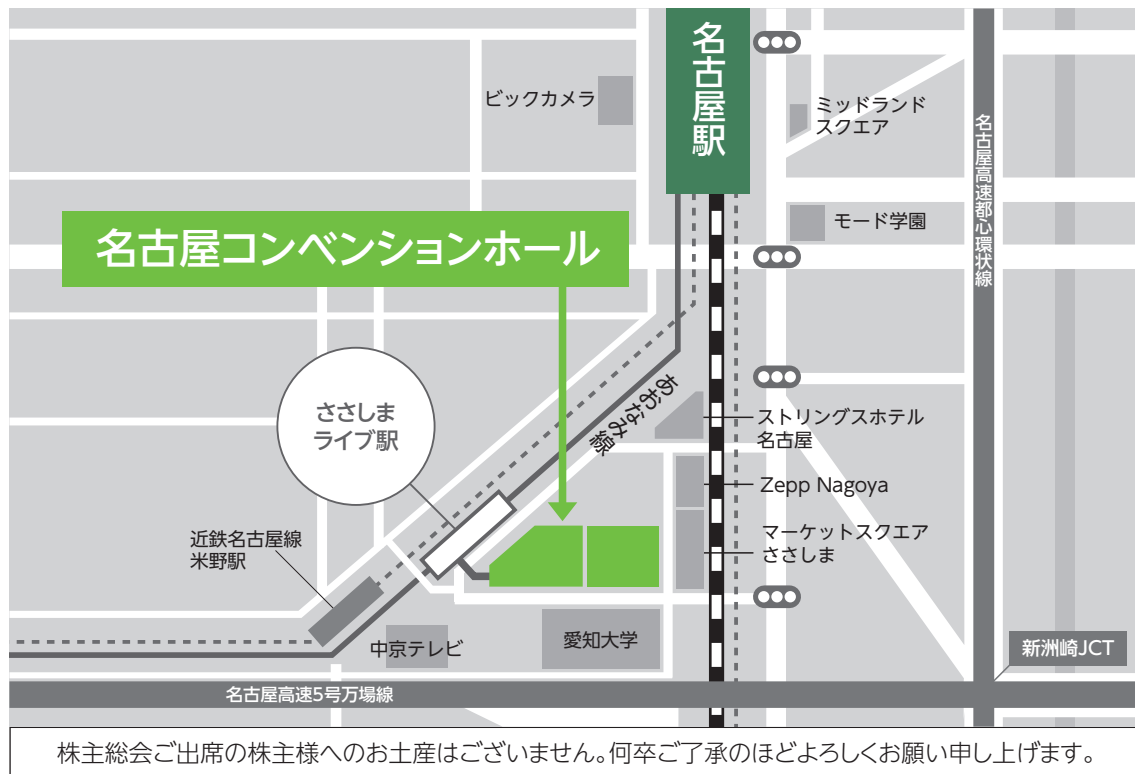 名古屋駅
ビックカメラ
ミッドランド
スクエア
名古屋高速都心環状線
モード学園
名古屋コンベンションホール
あおなみ線
ささしま
ライブ駅
ストリングスホテル
名古屋
Zepp Nagoya
マーケットスクエア
ささしま
近鉄名古屋線
米野駅
中京テレビ
愛知大学
新洲崎JCT
名古屋高速5号万場線
株主総会ご出席の株主様へのお土産はございません。何卒ご了承のほどよろしくお願い申し上げます。